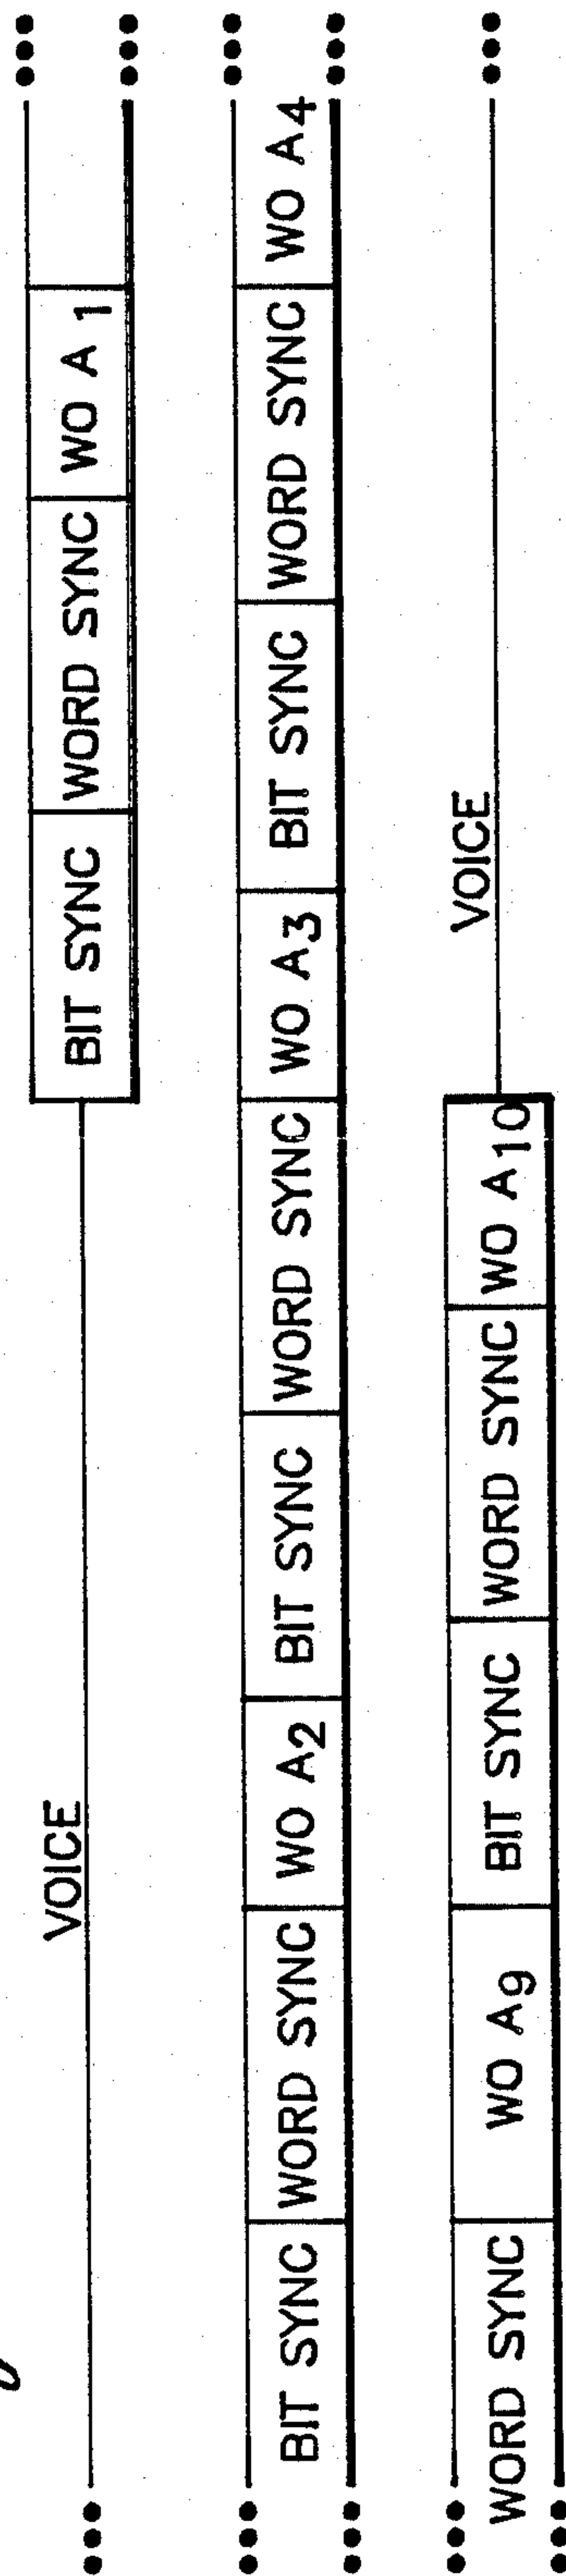 VOICE
BIT SYNC WORD SYNC WO A1
BIT SYNC WORD SYNC WO A2 BIT SYNC WORD SYNC WO A3 BIT SYNC WORD SYNC WO A4
VOICE
WORD SYNC WO A9 BIT SYNC WORD SYNC WO A10